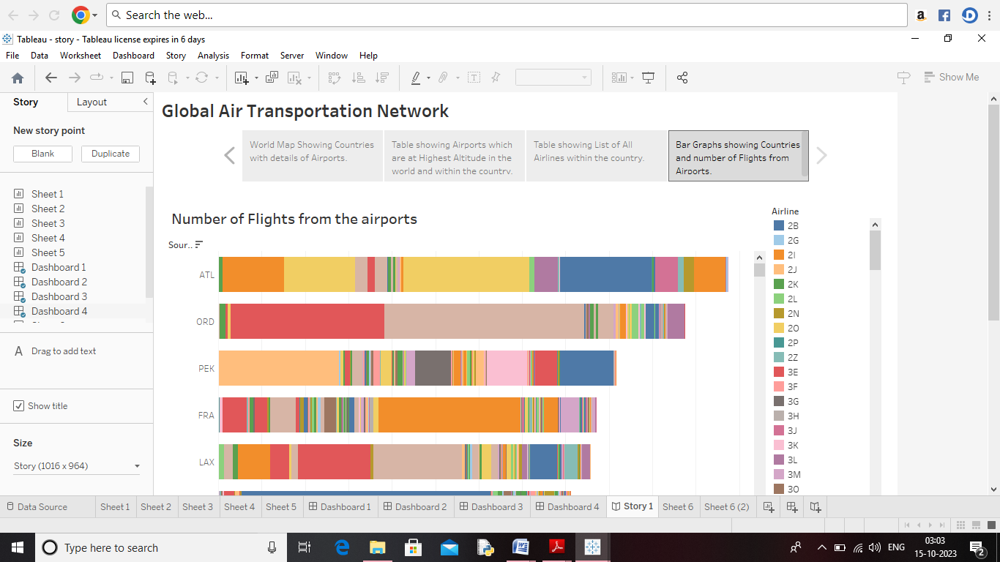 Search the web...
Tableau - story - Tableau license expires in 6 days
File Data Worksheet Dashboard Story Analysis Format Server Window Help
Show Me
Story Layout
New story point
Blank Duplicate
Sheet 1
Sheet 2
Sheet 3
Sheet 4
Sheet 5
Dashboard 1
Dashboard 2
Dashboard 3
Dashboard 4
A Drag to add text
Show title
Size
Story (1016 x 964)
Global Air Transportation Network
World Map Showing Countries
with details of Airports.
Table showing Airports which
are at Highest Altitude in the
world and within the country.
Table showing List of All
Airlines within the country.
Bar Graphs showing Countries
and number of Flights from
Airports.
Number of Flights from the airports
Sour..
ATL
ORD
PEK
FRA
LAX
Airline
2B
2G
2I
2J
2K
2L
2N
2O
2P
2Z
3E
3F
3G
3H
3J
3K
3L
3M
3O
Data Source Sheet 1 Sheet 2 Sheet 3 Sheet 4 Sheet 5 Dashboard 1 Dashboard 2 Dashboard 3 Dashboard 4 Story 1 Sheet 6 Sheet 6 (2)
Type here to search
ENG
03:03
15-10-2023
2